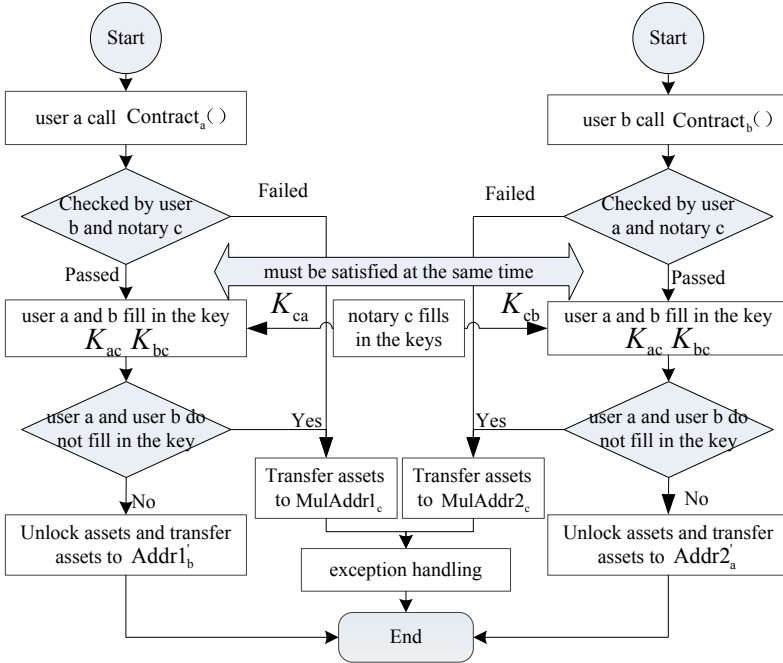 Start
Start
user a call Contract_a()
user b call Contract_b()
Failed
Failed
Checked by user
b and notary c
Checked by user
a and notary c
Passed
must be satisfied at the same time
Passed
user a and b fill in the key
K_ac K_bc
K_ca
notary c fills
in the keys
K_cb
user a and b fill in the key
K_ac K_bc
user a and user b do
not fill in the key
Yes
Yes
user a and user b do
not fill in the key
Transfer assets
to MulAddr1_c
Transfer assets
to MulAddr2_c
No
No
Unlock assets and transfer
assets to Addr1'_b
Unlock assets and transfer
assets to Addr2'_a
exception handling
End